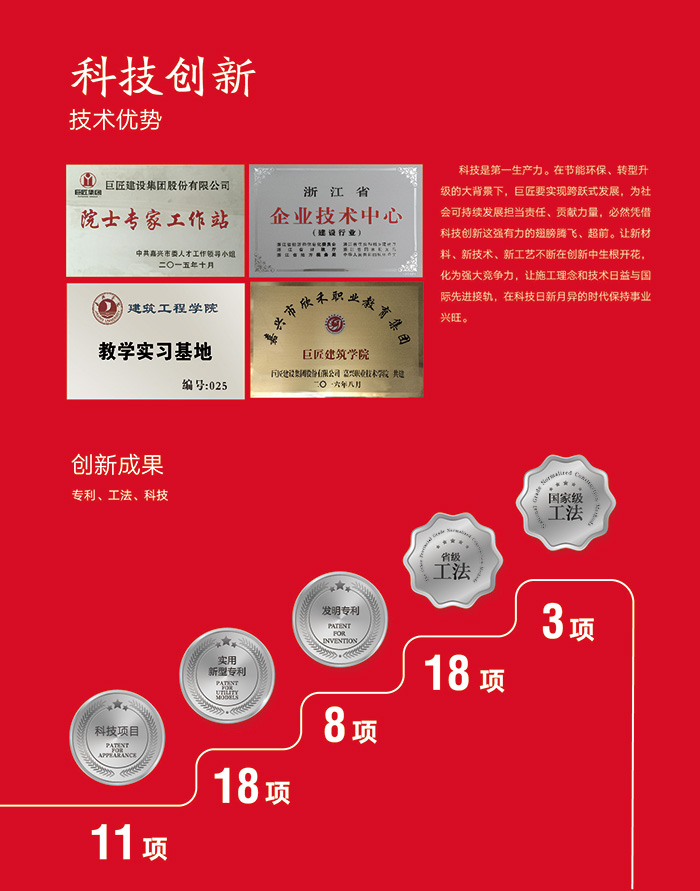 科技创新
技术优势
巨匠集团
巨匠建设集团股份有限公司
院士专家工作站
中共嘉兴市委人才工作领导小组
二〇一五年十月
浙江省
企业技术中心
（建设行业）
建筑工程学院
教学实习基地
编号:025
嘉兴市欣禾职业教育集团
巨匠建筑学院
巨匠建设集团股份有限公司 嘉兴职业技术学院 共建
二〇一六年八月
科技是第一生产力。在节能环保、转型升
级的大背景下，巨匠要实现跨跃式发展，为社
会可持续发展担当责任、贡献力量，必然凭借
科技创新这强有力的翅膀腾飞、超前。让新材
料、新技术、新工艺不断在创新中生根开花，
化为强大竞争力，让施工理念和技术日益与国
际先进接轨，在科技日新月异的时代保持事业
兴旺。
创新成果
专利、工法、科技
国家级
工法
3项
省级
工法
18项
发明专利
PATENT
FOR
INVENTION
8项
实用
新型专利
PATENT
FOR
UTILITY
MODELS
18项
科技项目
PATENT
FOR
APPEARANCE
11项